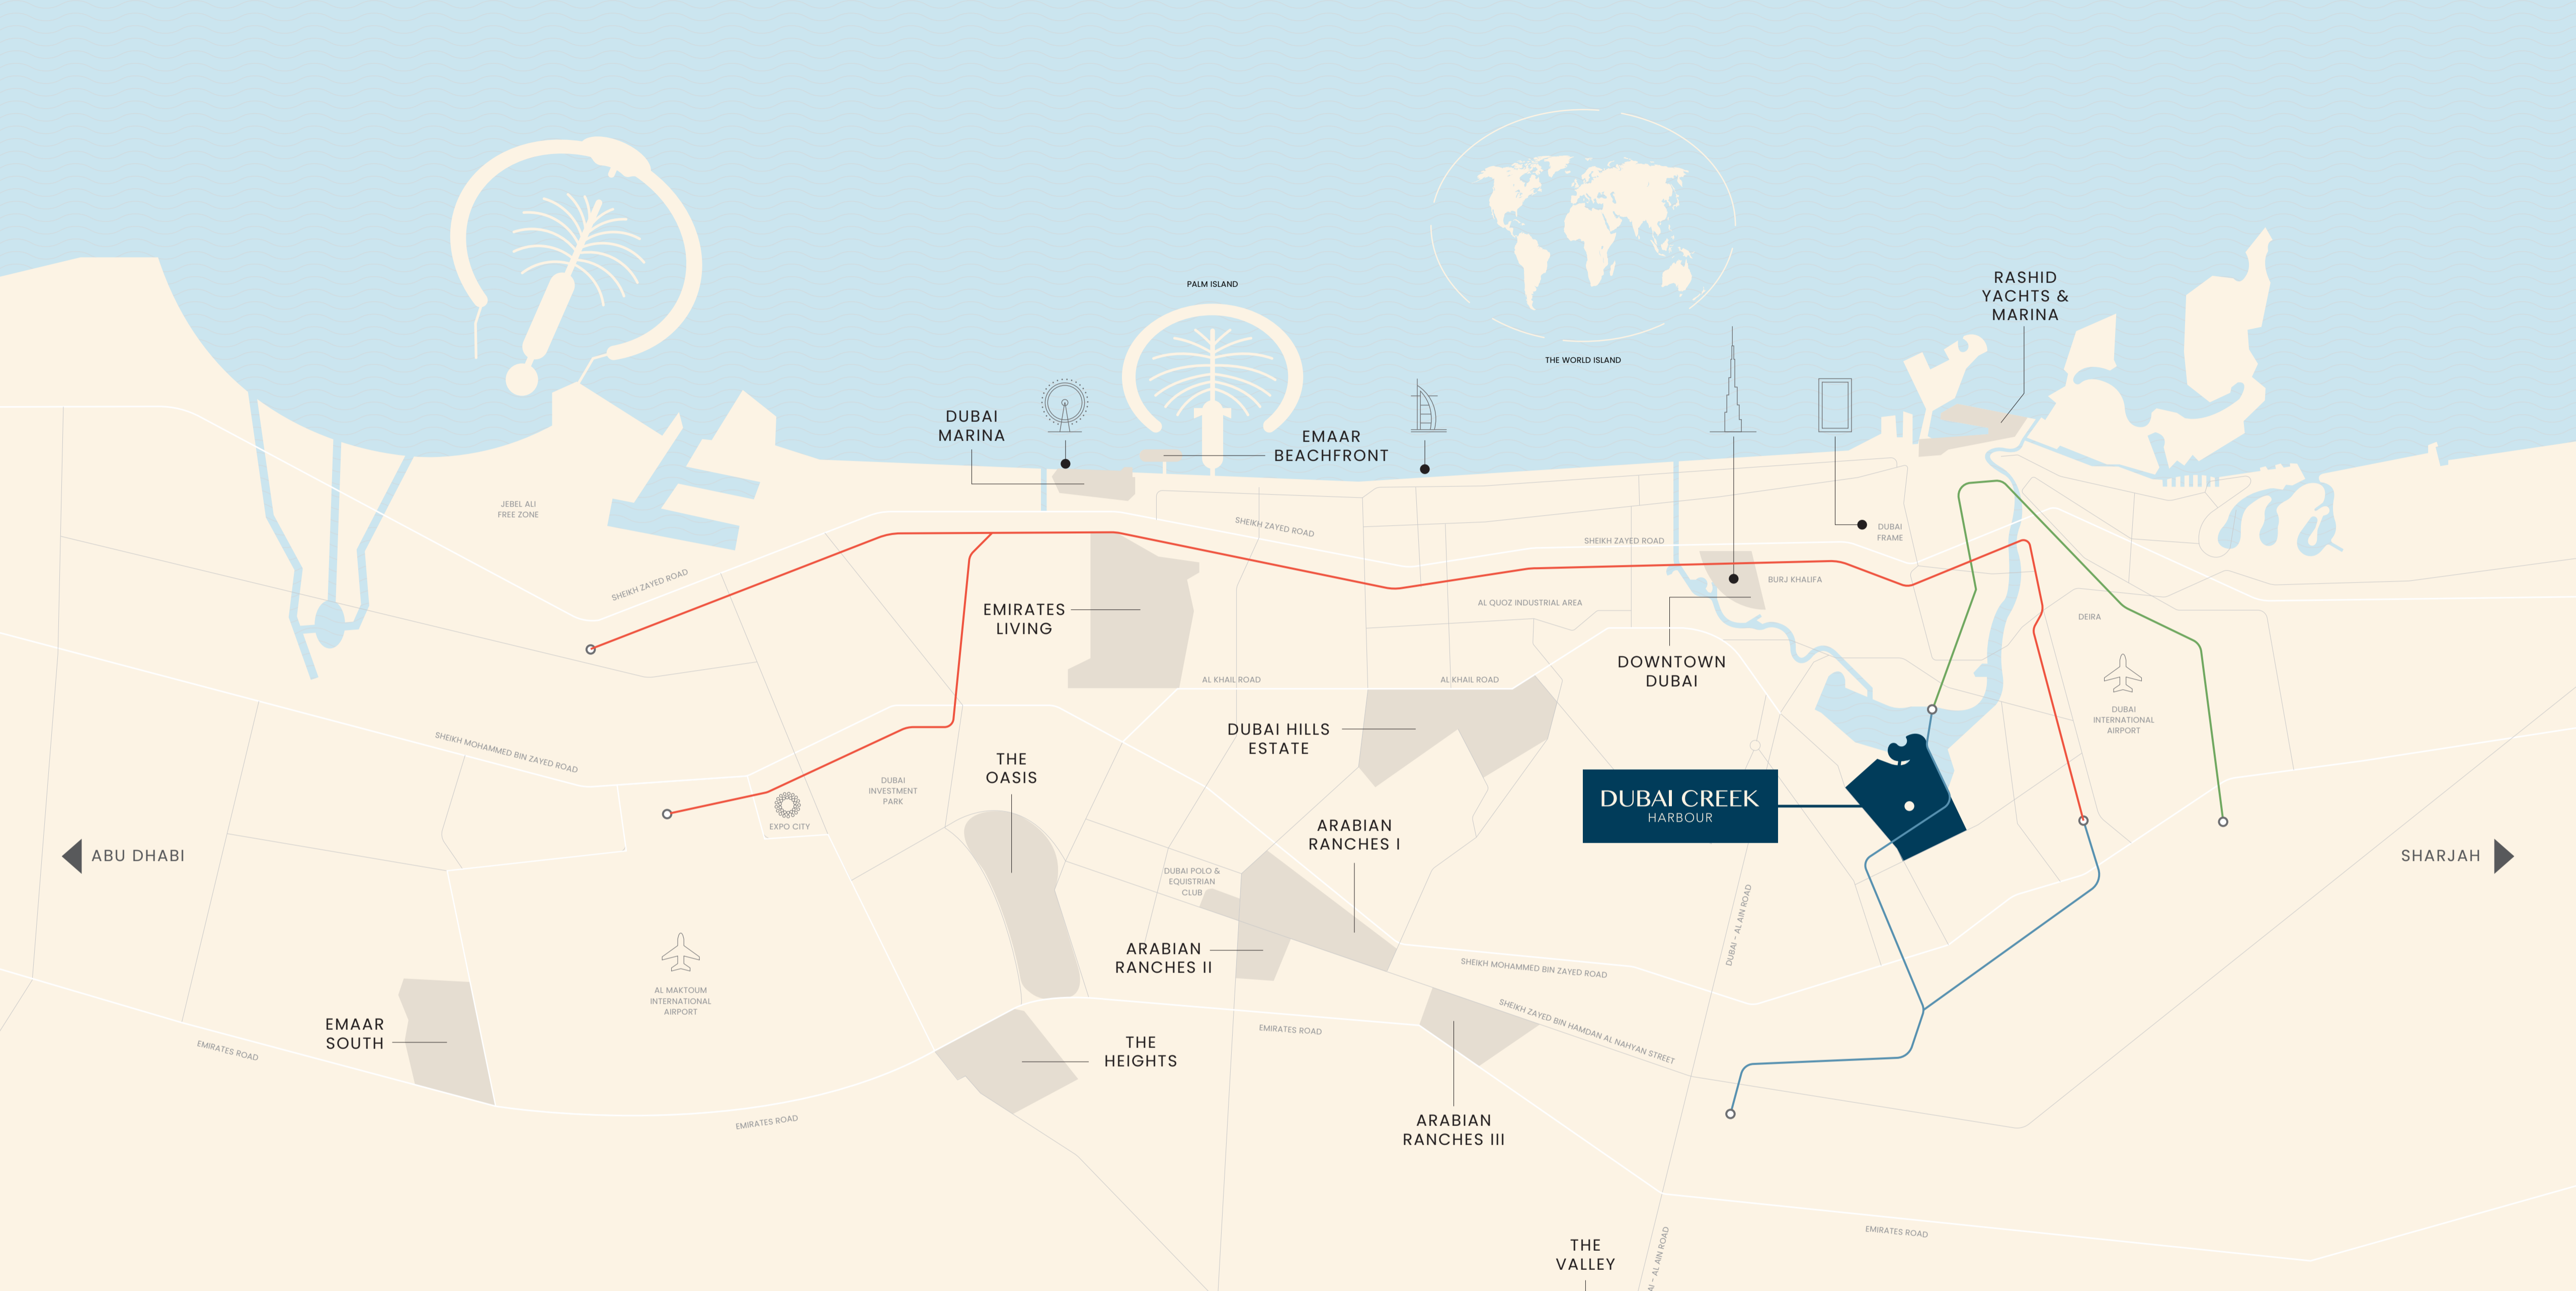 PALM ISLAND
THE WORLD ISLAND
RASHID
YACHTS &
MARINA
DUBAI
MARINA
EMAAR
BEACHFRONT
JEBEL ALI
FREE ZONE
SHEIKH ZAYED ROAD
SHEIKH ZAYED ROAD
SHEIKH ZAYED ROAD
DUBAI
FRAME
BURJ KHALIFA
AL QUOZ INDUSTRIAL AREA
EMIRATES
LIVING
DEIRA
DOWNTOWN
DUBAI
AL KHAIL ROAD
AL KHAIL ROAD
DUBAI
INTERNATIONAL
AIRPORT
DUBAI HILLS
ESTATE
SHEIKH MOHAMMED BIN ZAYED ROAD
THE
OASIS
DUBAI
INVESTMENT
PARK
EXPO CITY
DUBAI CREEK
HARBOUR
ARABIAN
RANCHES I
ABU DHABI
SHARJAH
DUBAI POLO &
EQUISTRIAN
CLUB
DUBAI - AL AIN ROAD
ARABIAN
RANCHES II
SHEIKH MOHAMMED BIN ZAYED ROAD
AL MAKTOUM
INTERNATIONAL
AIRPORT
SHEIKH ZAYED BIN HAMDAN AL NAHYAN STREET
EMAAR
SOUTH
EMIRATES ROAD
EMIRATES ROAD
THE
HEIGHTS
EMIRATES ROAD
ARABIAN
RANCHES III
EMIRATES ROAD
THE
VALLEY
AI - AL AIN ROAD